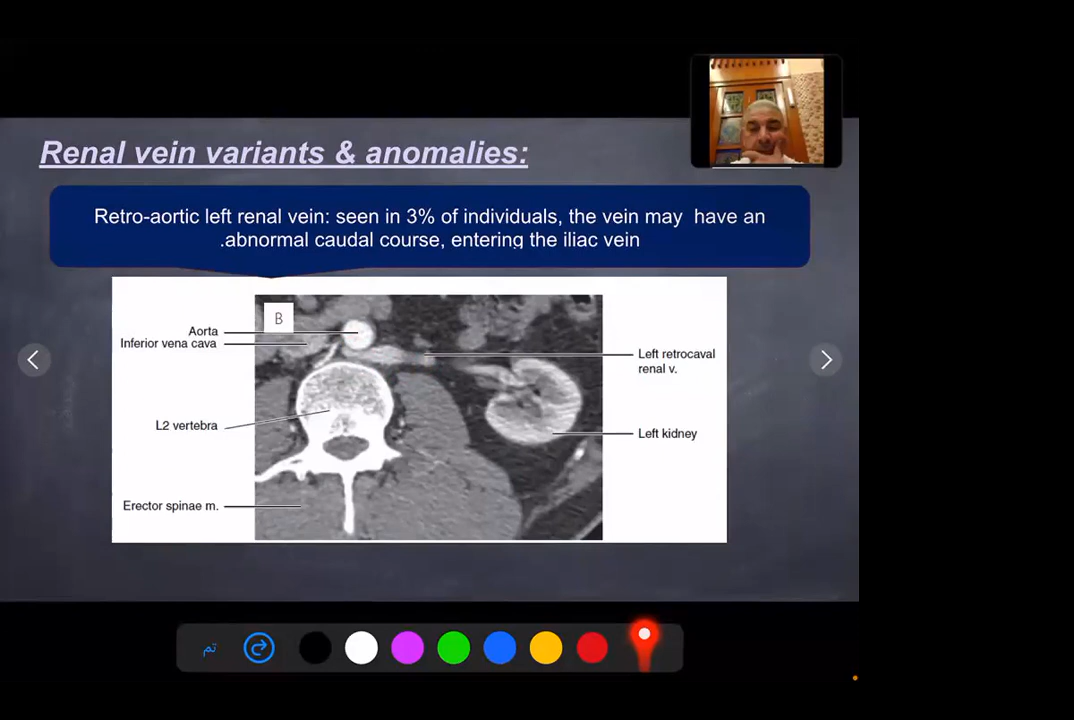 Renal vein variants & anomalies:
Retro-aortic left renal vein: seen in 3% of individuals, the vein may have an
.abnormal caudal course, entering the iliac vein
B
Aorta
Inferior vena cava
Left retrocaval
renal v.
L2 vertebra
Left kidney
Erector spinae m.
تم